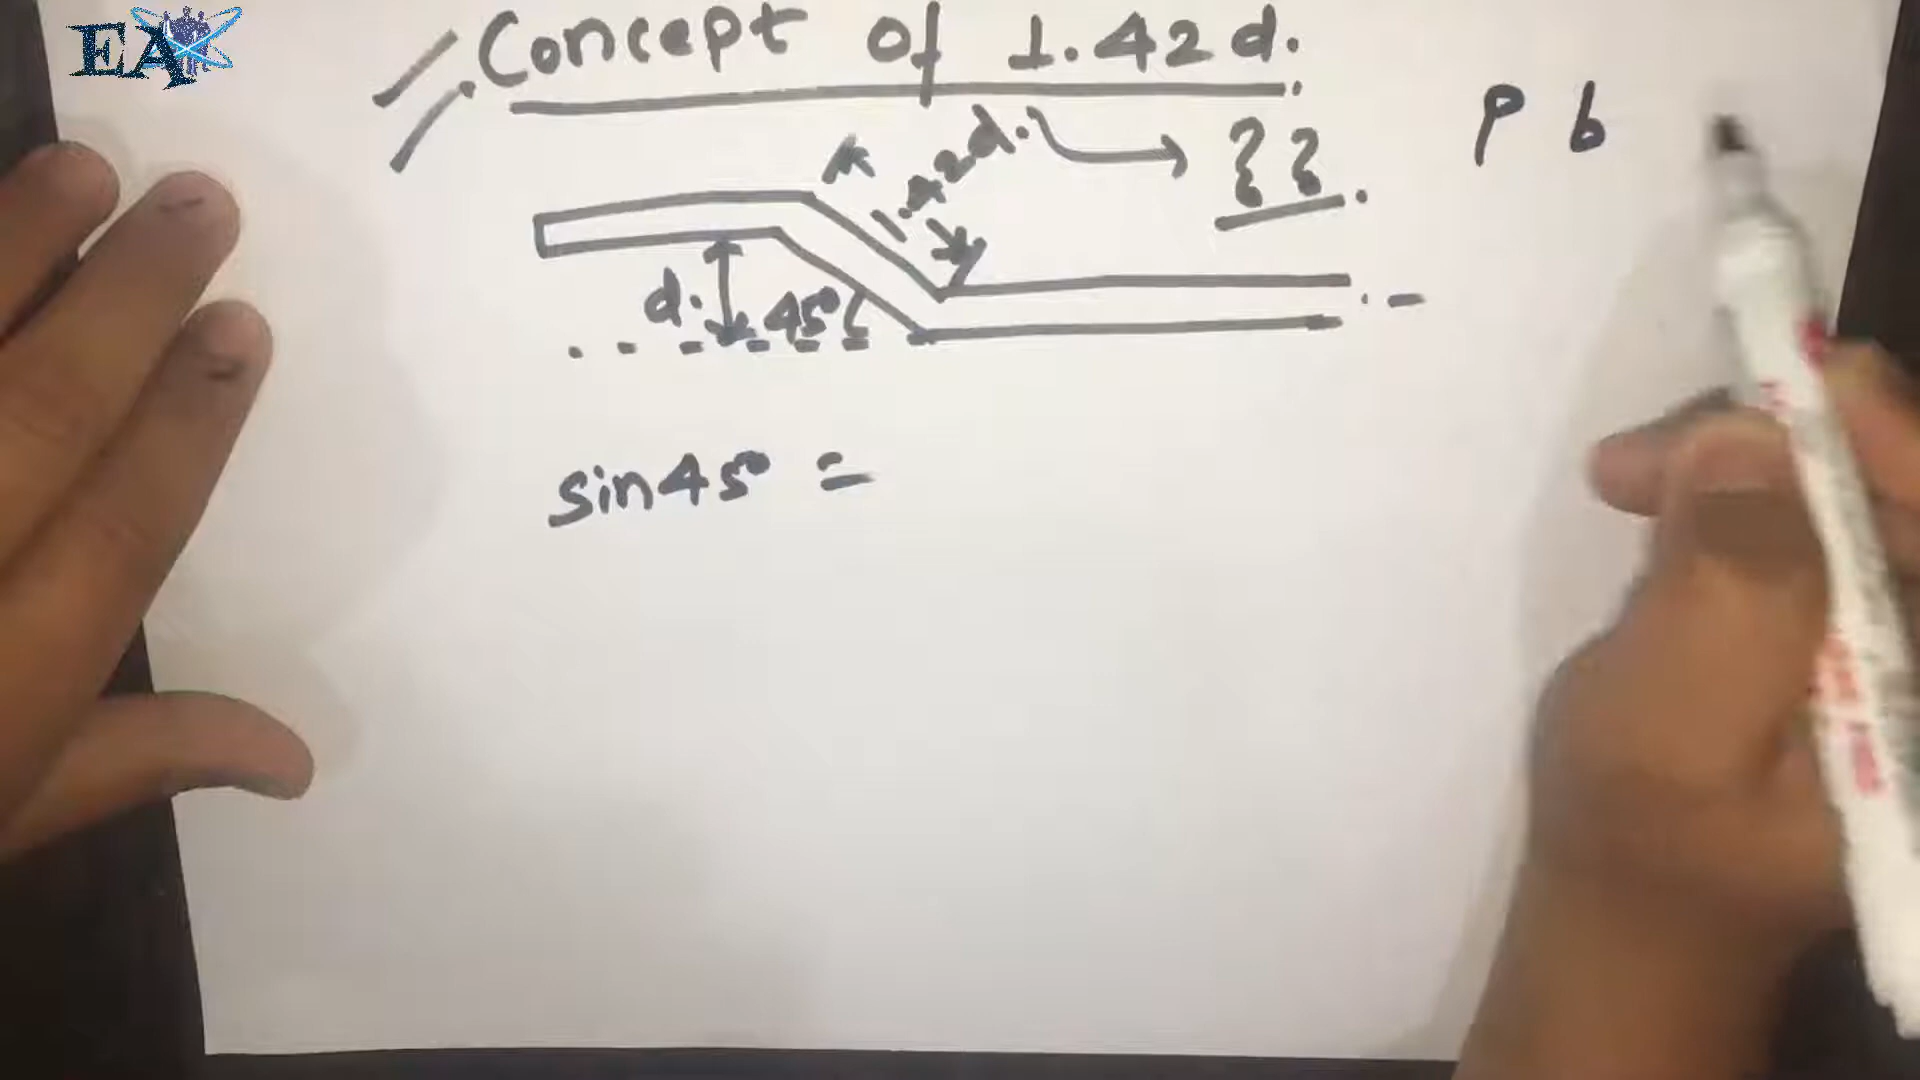 EA
Concept of 1.42d.
1.42d. → ??
P b
d. 45°
sin45° =